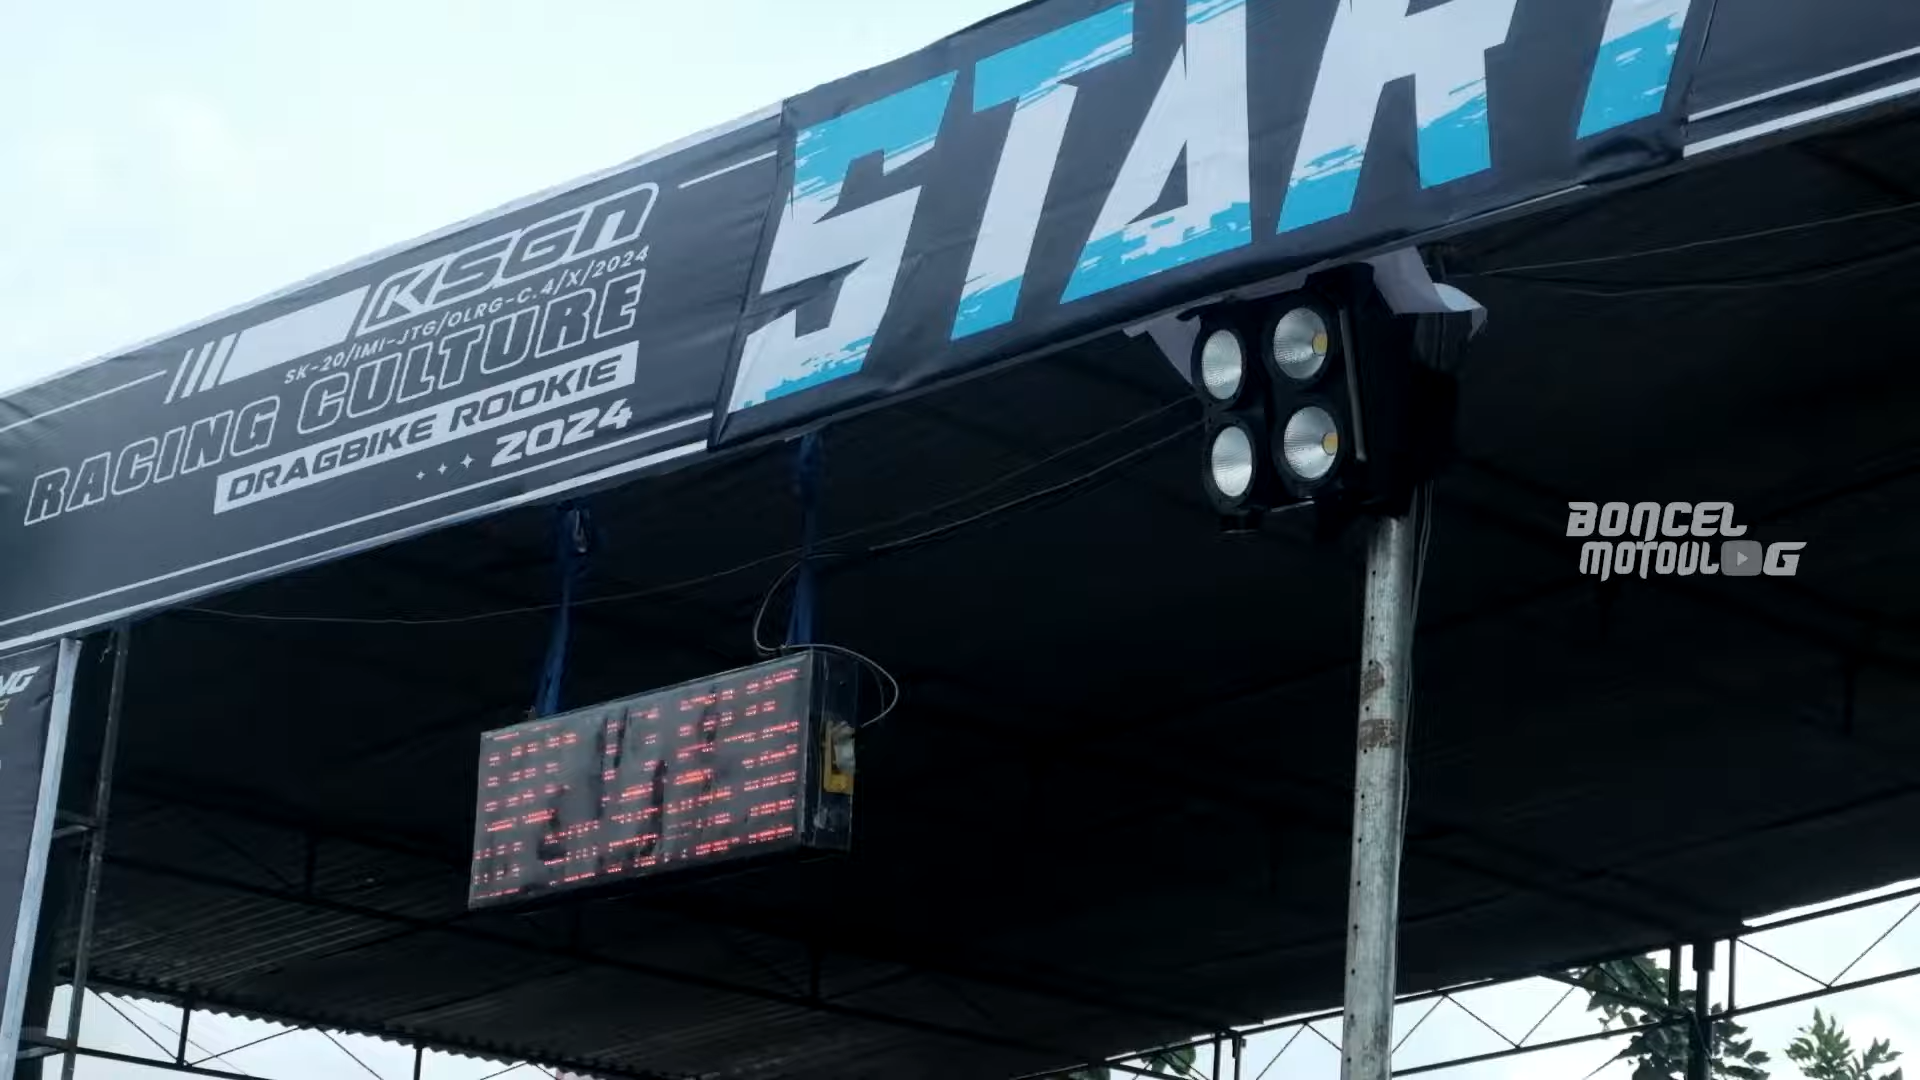 START
KSGN
SK-20/IMI-JTG/OLRG-C.4/X/2024
RACING CULTURE
DRAGBIKE ROOKIE
2024
BONCEL
MOTOVLOG